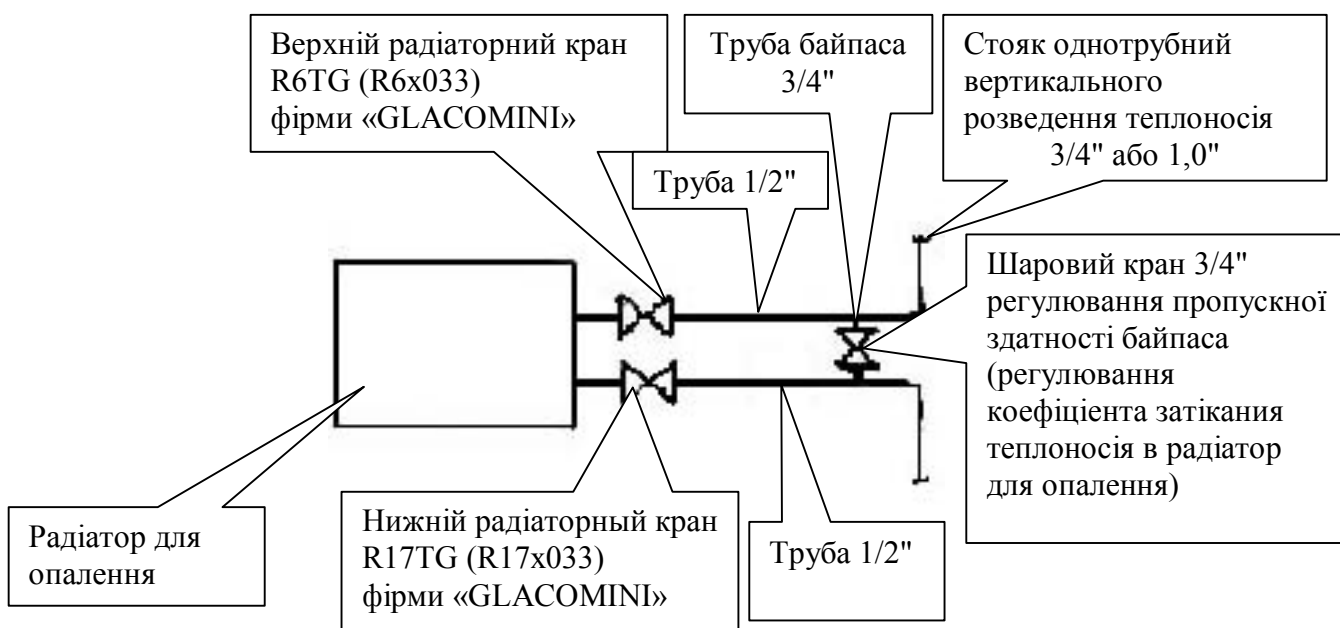 Верхній радіаторний кран
R6TG (R6x033)
фірми «GLACOMINI»
Труба байпаса
3/4"
Стояк однотрубний
вертикального
розведення теплоносія
3/4" або 1,0"
Труба 1/2"
Шаровий кран 3/4"
регулювання пропускної
здатності байпаса
(регулювання
коефіціента затікания
теплоносія в радіатор
для опалення)
Радіатор для
опалення
Нижній радіаторный кран
R17TG (R17x033)
фірми «GLACOMINI»
Труба 1/2"